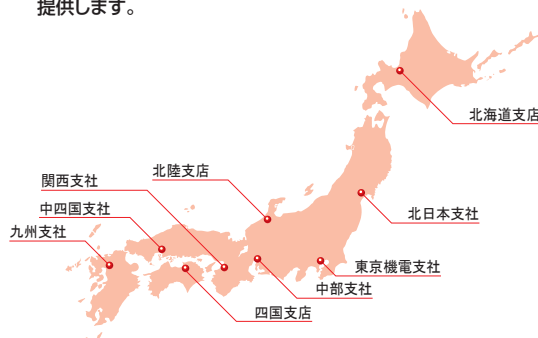 提供します。
北海道支店
北陸支店
関西支社
中四国支社
北日本支社
九州支社
東京機電支社
中部支社
四国支店